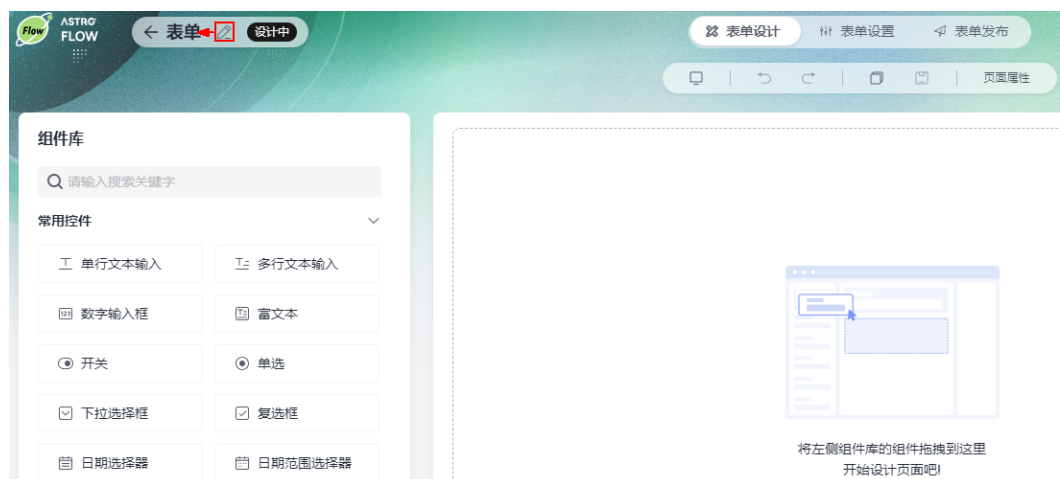 Flow ASTRO FLOW
表单 设计中
表单设计 表单设置 表单发布
页面属性
组件库
请输入搜索关键字
常用控件
单行文本输入 多行文本输入
数字输入框 富文本
开关 单选
下拉选择框 复选框
日期选择器 日期范围选择器
将左侧组件库的组件拖拽到这里
开始设计页面吧!